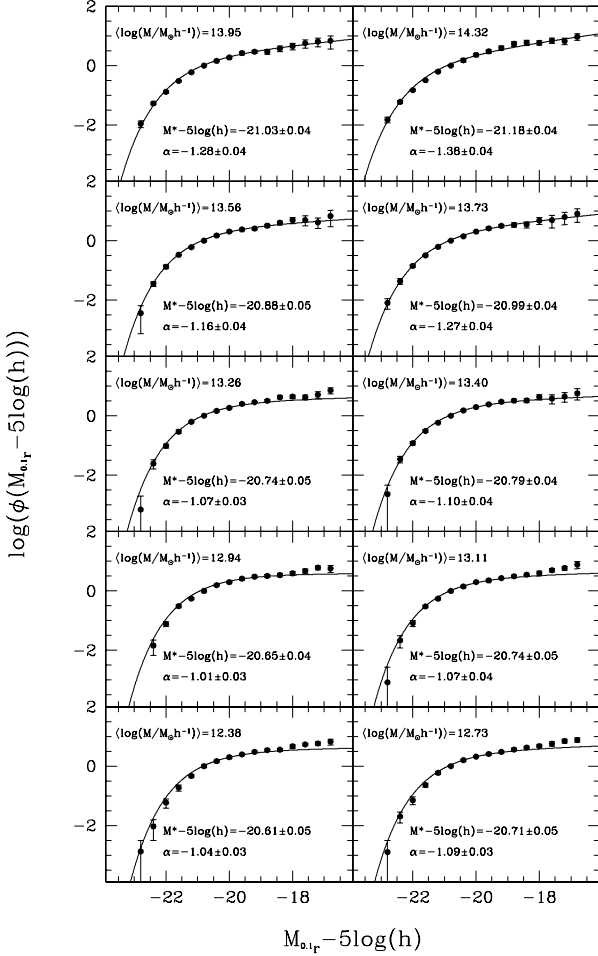 ⟨log(M/M⊙h⁻¹)⟩=13.95
M*−5log(h)=−21.03±0.04
α=−1.28±0.04
⟨log(M/M⊙h⁻¹)⟩=14.32
M*−5log(h)=−21.18±0.04
α=−1.38±0.04
2
0
−2
⟨log(M/M⊙h⁻¹)⟩=13.56
M*−5log(h)=−20.88±0.05
α=−1.16±0.04
⟨log(M/M⊙h⁻¹)⟩=13.73
M*−5log(h)=−20.99±0.04
α=−1.27±0.04
2
0
−2
⟨log(M/M⊙h⁻¹)⟩=13.26
M*−5log(h)=−20.74±0.05
α=−1.07±0.03
⟨log(M/M⊙h⁻¹)⟩=13.40
M*−5log(h)=−20.79±0.04
α=−1.10±0.04
2
0
−2
⟨log(M/M⊙h⁻¹)⟩=12.94
M*−5log(h)=−20.65±0.04
α=−1.01±0.03
⟨log(M/M⊙h⁻¹)⟩=13.11
M*−5log(h)=−20.74±0.05
α=−1.07±0.04
2
0
−2
⟨log(M/M⊙h⁻¹)⟩=12.38
M*−5log(h)=−20.61±0.05
α=−1.04±0.03
⟨log(M/M⊙h⁻¹)⟩=12.73
M*−5log(h)=−20.71±0.05
α=−1.09±0.03
2
0
−2
−22 −20 −18 −22 −20 −18
log(ϕ(M₀.₁r−5log(h)))
M₀.₁r−5log(h)